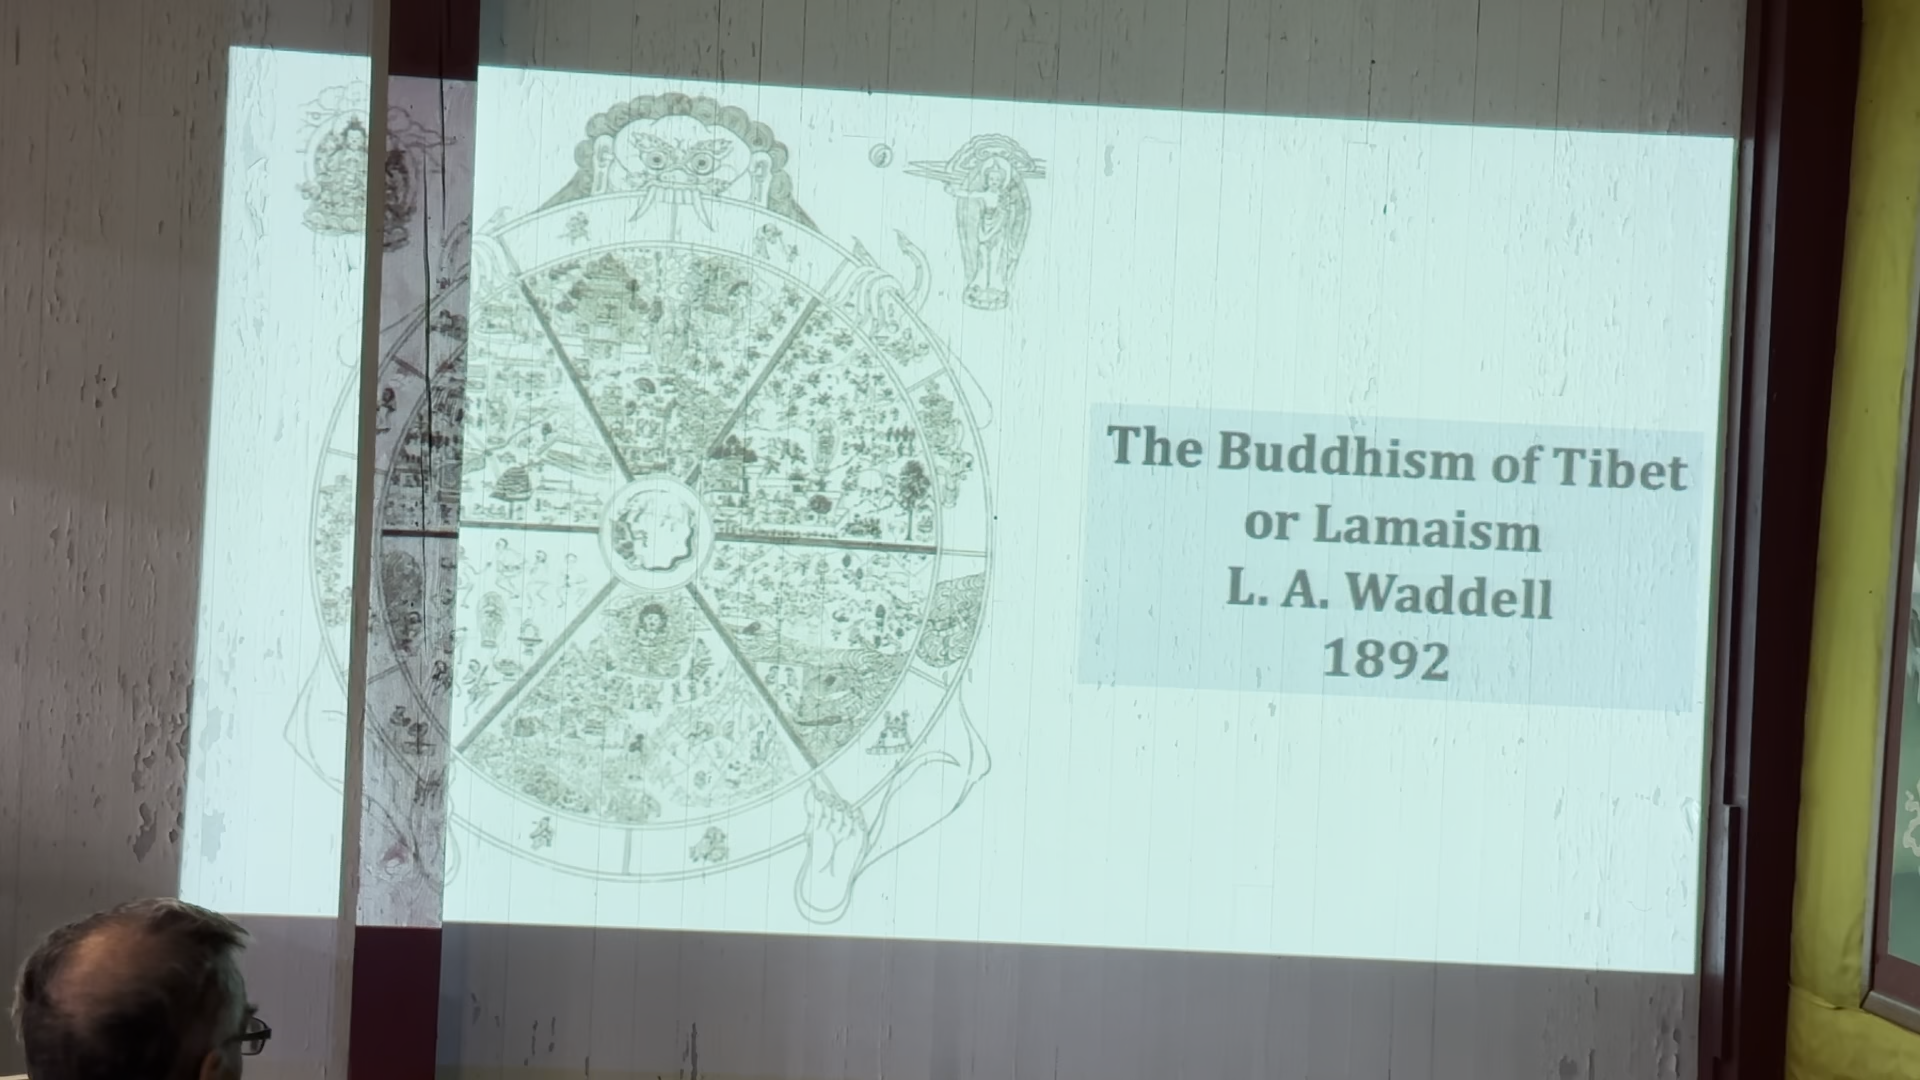 The Buddhism of Tibet
or Lamaism
L. A. Waddell
1892